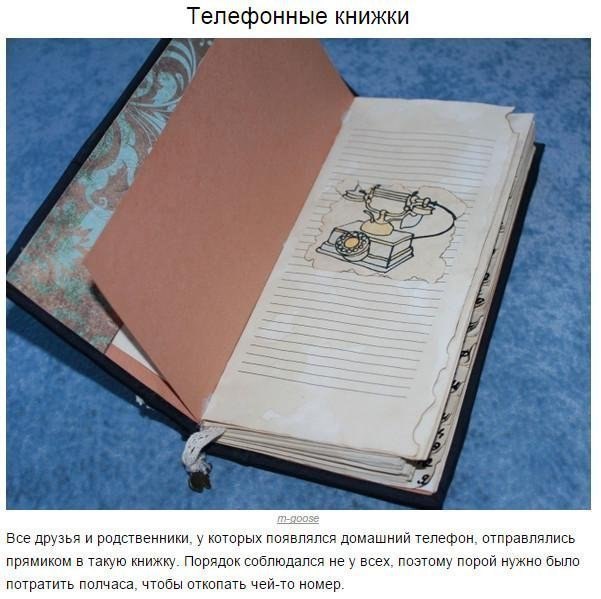 Телефонные книжки
m-goose
Все друзья и родственники, у которых появлялся домашний телефон, отправлялись
прямиком в такую книжку. Порядок соблюдался не у всех, поэтому порой нужно было
потратить полчаса, чтобы откопать чей-то номер.